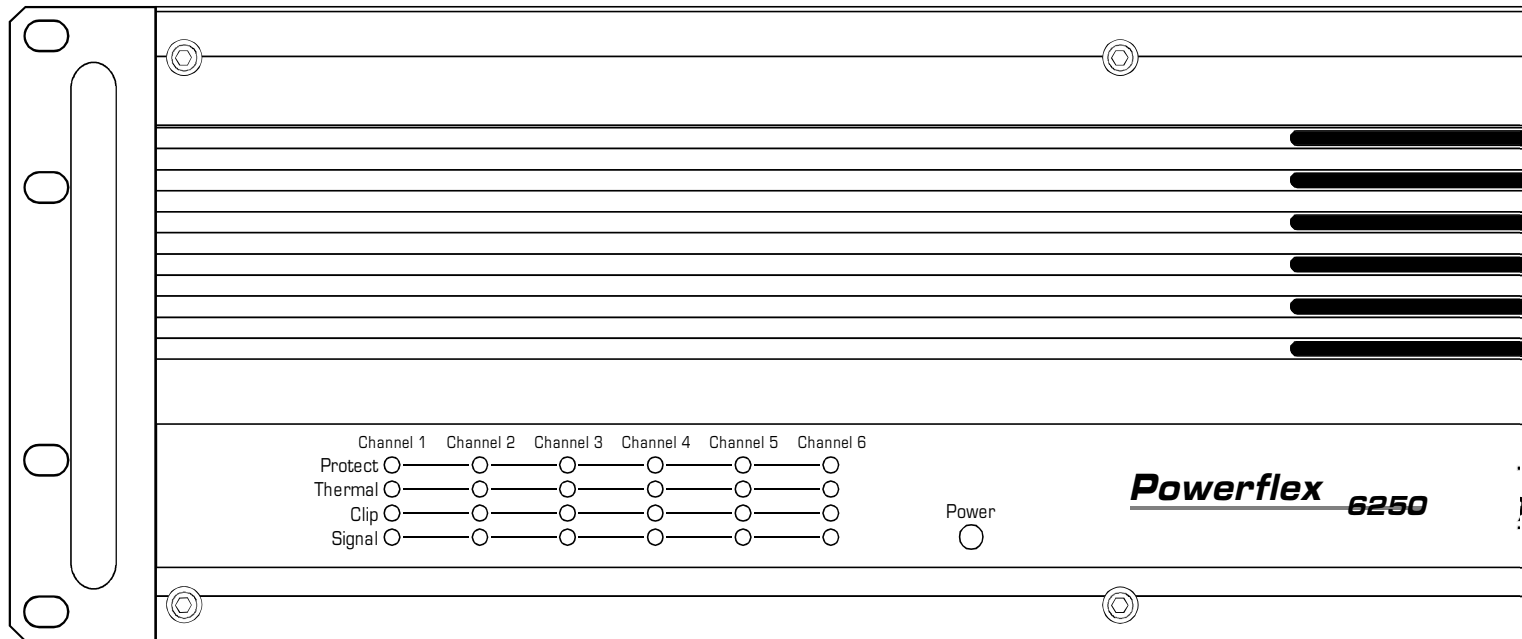 Channel 1 Channel 2 Channel 3 Channel 4 Channel 5 Channel 6
Protect
Thermal
Clip
Signal
Power
Powerflex 6250